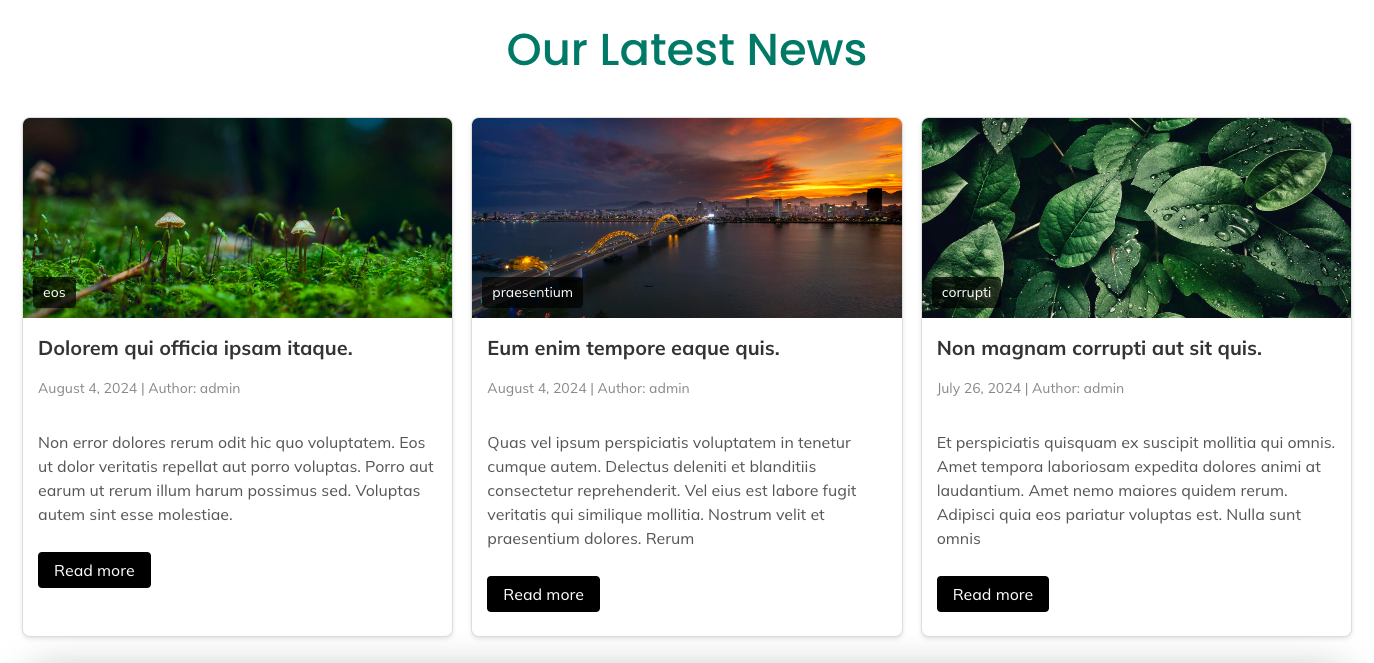 Our Latest News
eos
Dolorem qui officia ipsam itaque.
August 4, 2024 | Author: admin
Non error dolores rerum odit hic quo voluptatem. Eos
ut dolor veritatis repellat aut porro voluptas. Porro aut
earum ut rerum illum harum possimus sed. Voluptas
autem sint esse molestiae.
Read more
praesentium
Eum enim tempore eaque quis.
August 4, 2024 | Author: admin
Quas vel ipsum perspiciatis voluptatem in tenetur
cumque autem. Delectus deleniti et blanditiis
consectetur reprehenderit. Vel eius est labore fugit
veritatis qui similique mollitia. Nostrum velit et
praesentium dolores. Rerum
Read more
corrupti
Non magnam corrupti aut sit quis.
July 26, 2024 | Author: admin
Et perspiciatis quisquam ex suscipit mollitia qui omnis.
Amet tempora laboriosam expedita dolores animi at
laudantium. Amet nemo maiores quidem rerum.
Adipisci quia eos pariatur voluptas est. Nulla sunt
omnis
Read more